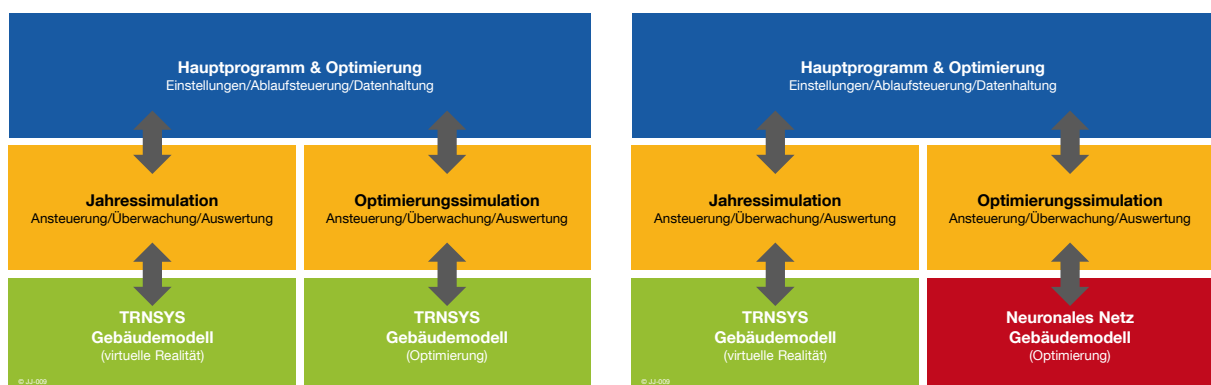 Hauptprogramm & Optimierung
Einstellungen/Ablaufsteuerung/Datenhaltung
Jahressimulation
Ansteuerung/Überwachung/Auswertung
Optimierungssimulation
Ansteuerung/Überwachung/Auswertung
TRNSYS
Gebäudemodell
(virtuelle Realität)
TRNSYS
Gebäudemodell
(Optimierung)
© JJ-009
Hauptprogramm & Optimierung
Einstellungen/Ablaufsteuerung/Datenhaltung
Jahressimulation
Ansteuerung/Überwachung/Auswertung
Optimierungssimulation
Ansteuerung/Überwachung/Auswertung
TRNSYS
Gebäudemodell
(virtuelle Realität)
Neuronales Netz
Gebäudemodell
(Optimierung)
© JJ-009